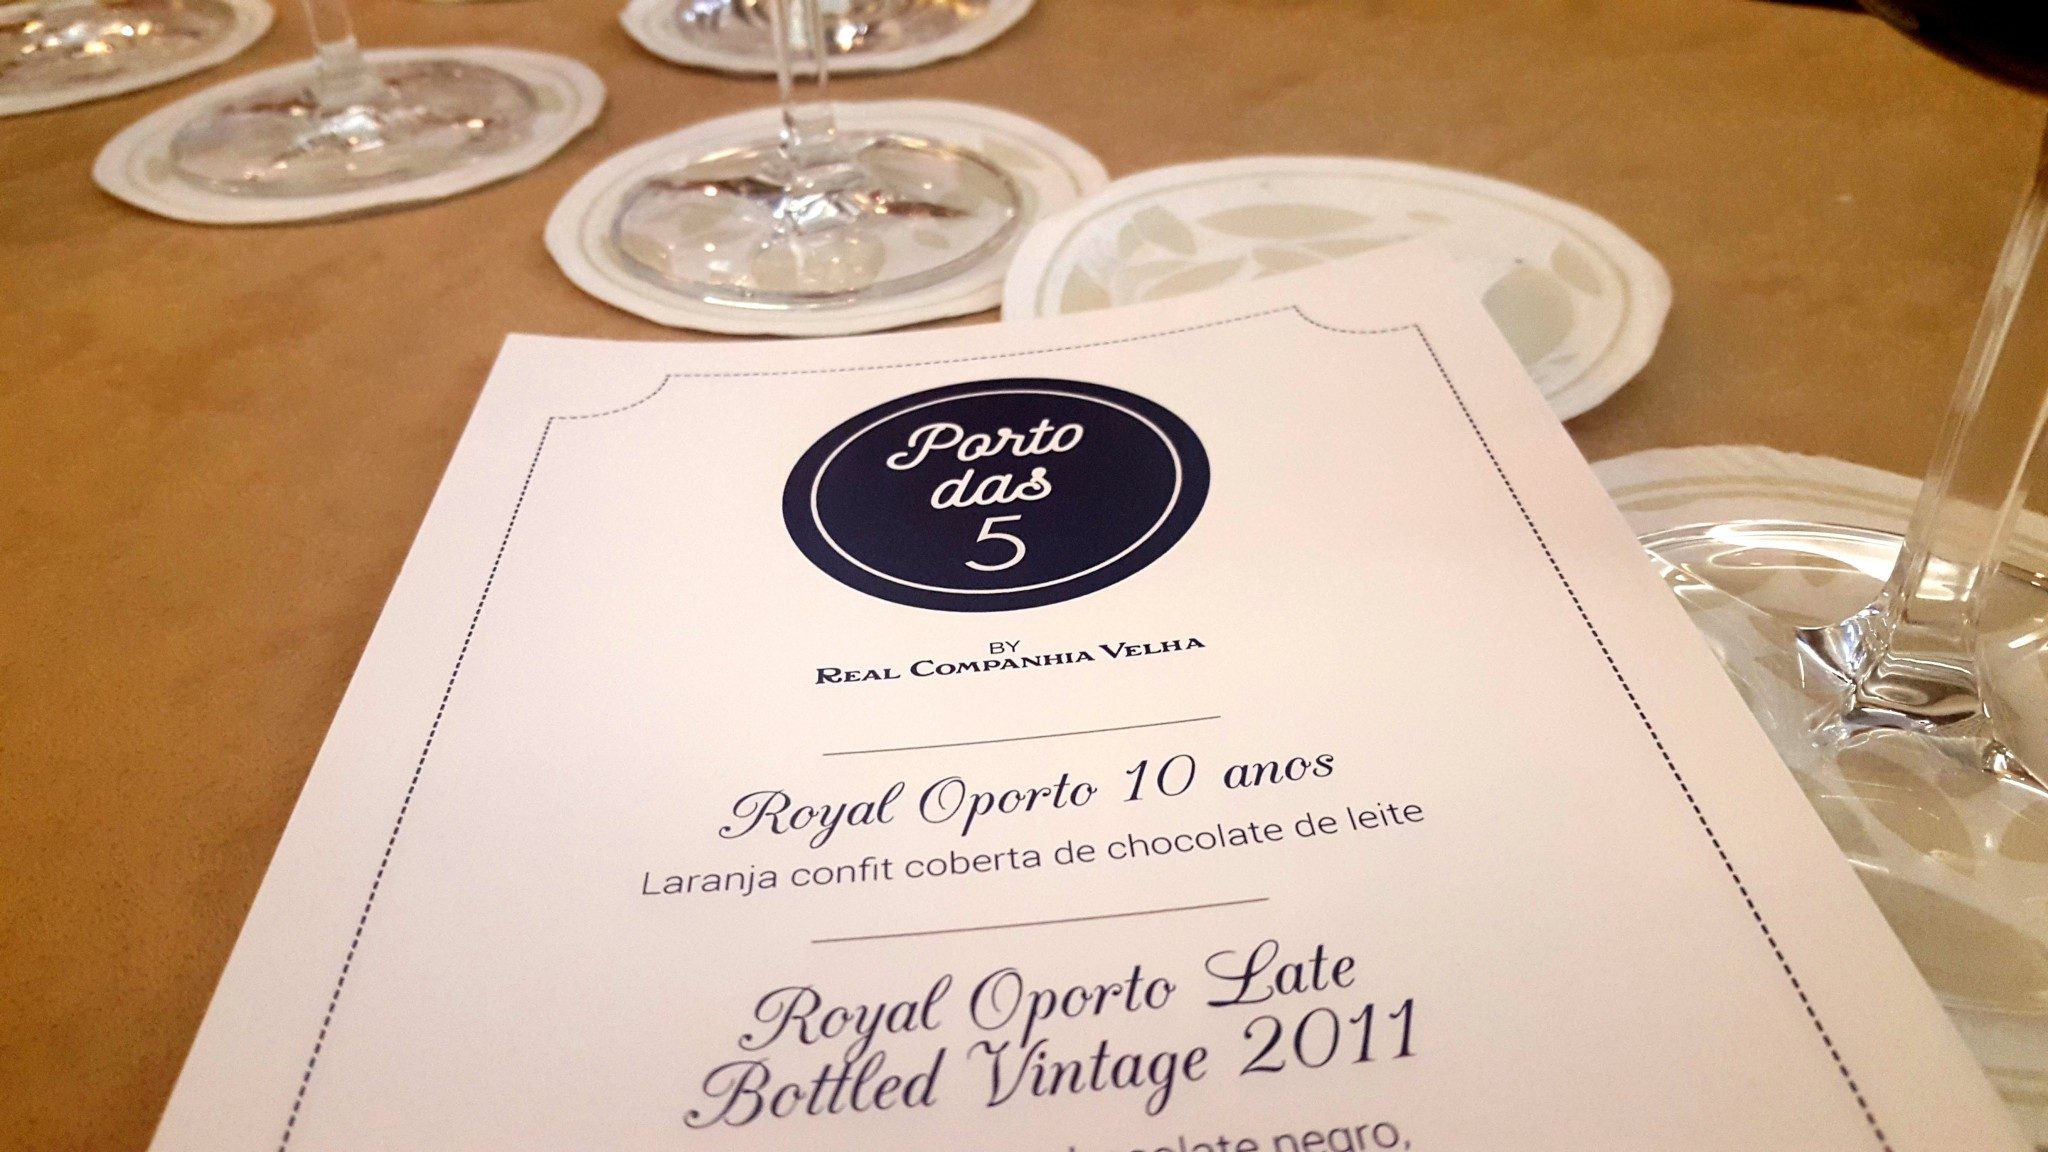 Porto
das
5
BY
REAL COMPANHIA VELHA
Royal Oporto 10 anos
Laranja confit coberta de chocolate de leite
Royal Oporto Late
Bottled Vintage 2011
negro,